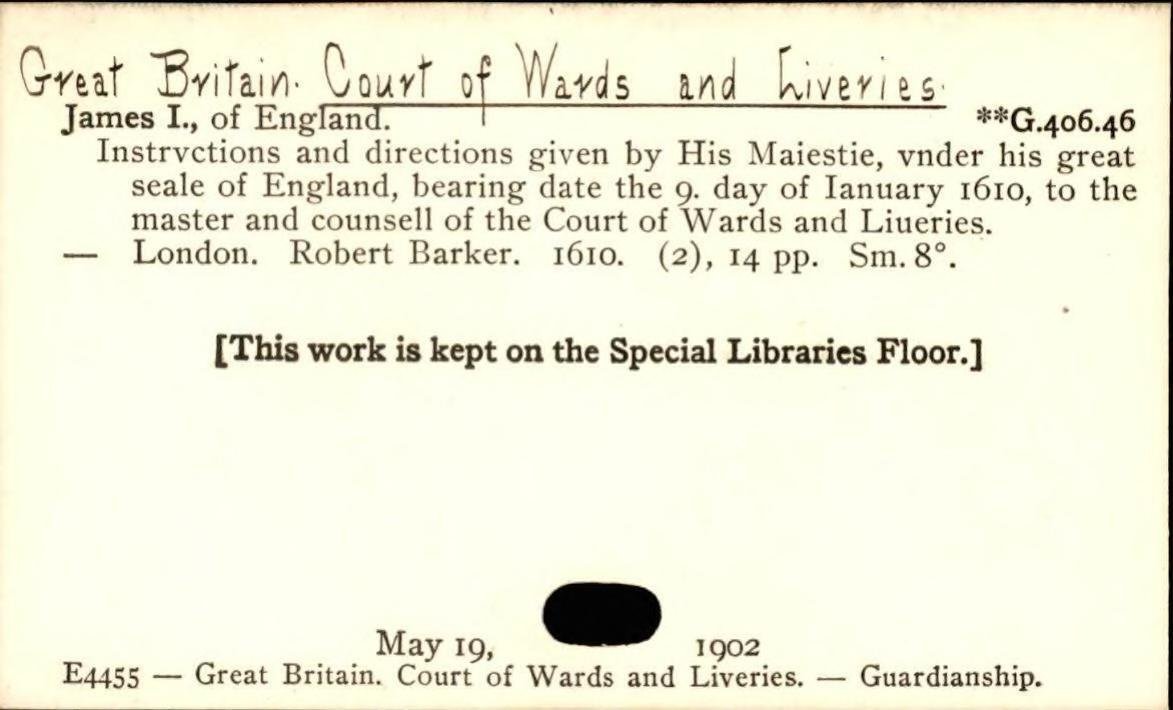 Great Britain. Court of Wards and Liveries.
James I., of England. **G.406.46
Instrvctions and directions given by His Maiestie, vnder his great
seale of England, bearing date the 9. day of Ianuary 1610, to the
master and counsell of the Court of Wards and Liueries.
— London. Robert Barker. 1610. (2), 14 pp. Sm. 8°.
[This work is kept on the Special Libraries Floor.]
May 19, 1902
E4455 — Great Britain. Court of Wards and Liveries. — Guardianship.